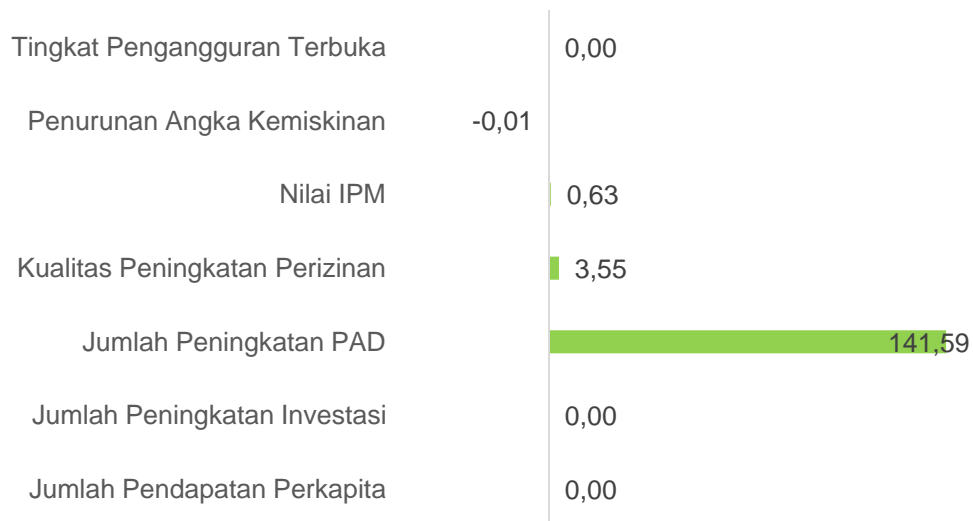 Tingkat Pengangguran Terbuka 0,00
Penurunan Angka Kemiskinan -0,01
Nilai IPM 0,63
Kualitas Peningkatan Perizinan 3,55
Jumlah Peningkatan PAD 141,59
Jumlah Peningkatan Investasi 0,00
Jumlah Pendapatan Perkapita 0,00